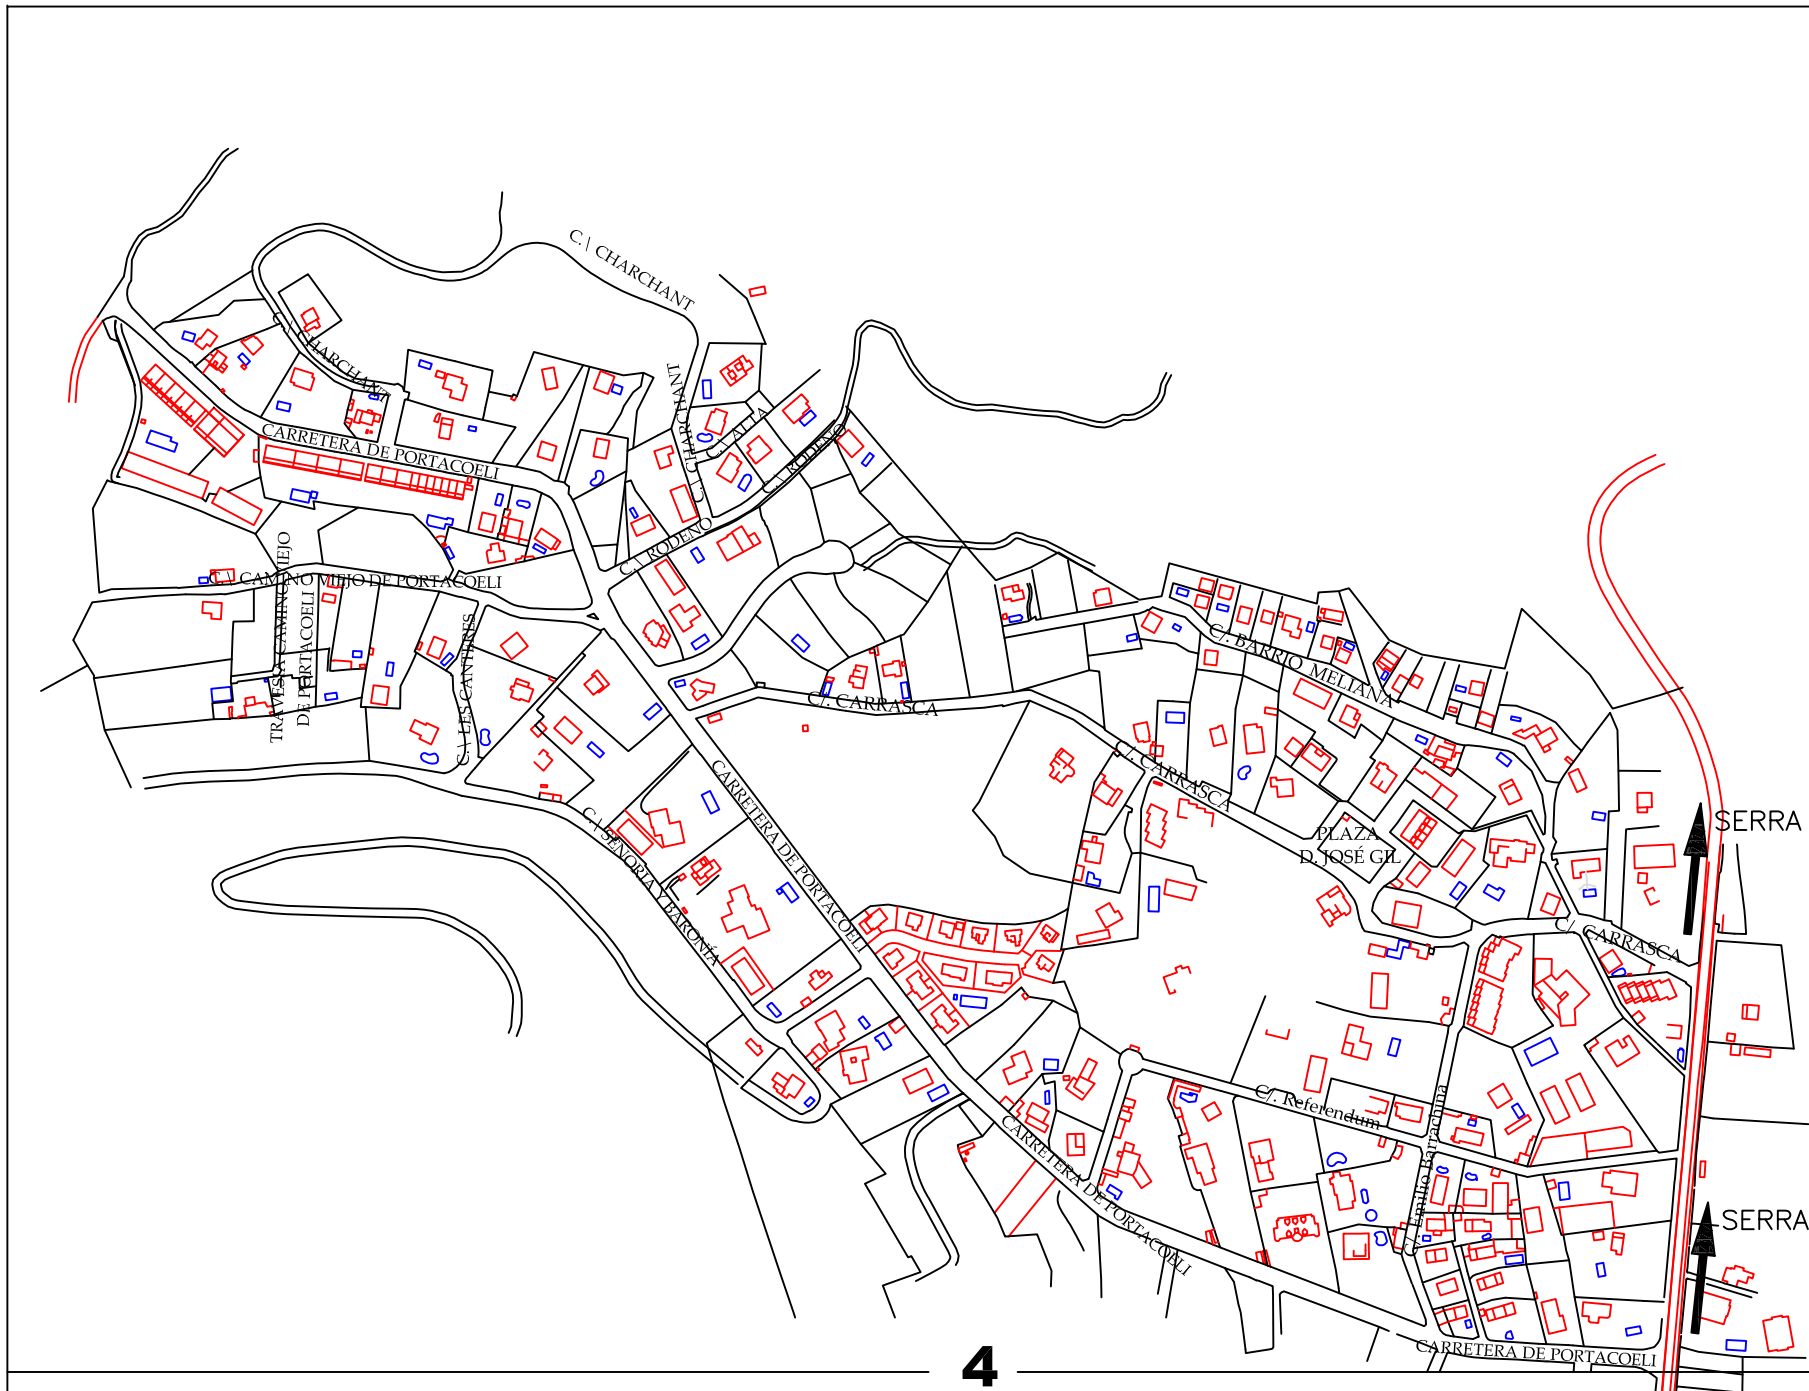 C.\ CHARCHANT
C.\ CHARCHANT
C.\ CHARCHANT
C.\ CHARCHANT
C.\ ALTA
C.\ RODENO
C.\ RODENO
CARRETERA DE PORTACOELI
C.\ CAMINO VIEJO DE PORTACOELI
TRAVESSA CAMINO VIEJO
DE PORTACOELI
C.\ LES CANTERES
C/. BARRIO MELIANA
C/. CARRASCA
C/. CARRASCA
CARRETERA DE PORTACOELI
C.\ SEÑORIA Y BARONÍA
PLAZA
D. JOSÉ GIL
SERRA
C/. CARRASCA
C/. Referendum
C/. Emilio Barrachina
CARRETERA DE PORTACOELI
SERRA
CARRETERA DE PORTACOELI
4